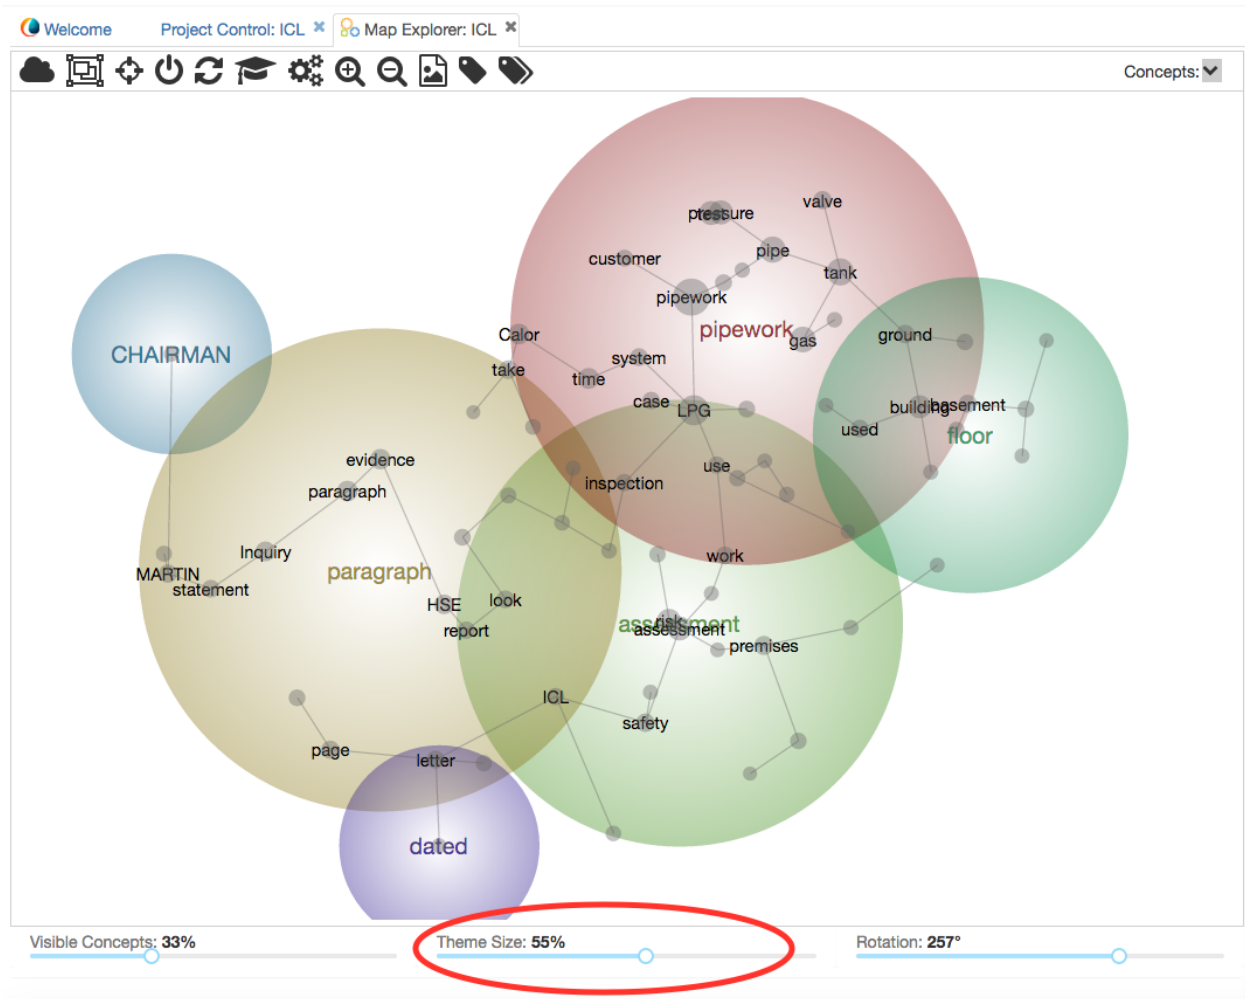 Welcome
Project Control: ICL
Map Explorer: ICL
Concepts:
pressure
valve
customer
pipe
tank
pipework
pipework
gas
ground
Calor
system
CHAIRMAN
take
time
case
LPG
building
basement
used
floor
evidence
use
paragraph
inspection
Inquiry
work
MARTIN
paragraph
statement
HSE
look
report
risk
assessment
assessment
premises
ICL
safety
page
letter
dated
Visible Concepts: 33%
Theme Size: 55%
Rotation: 257°